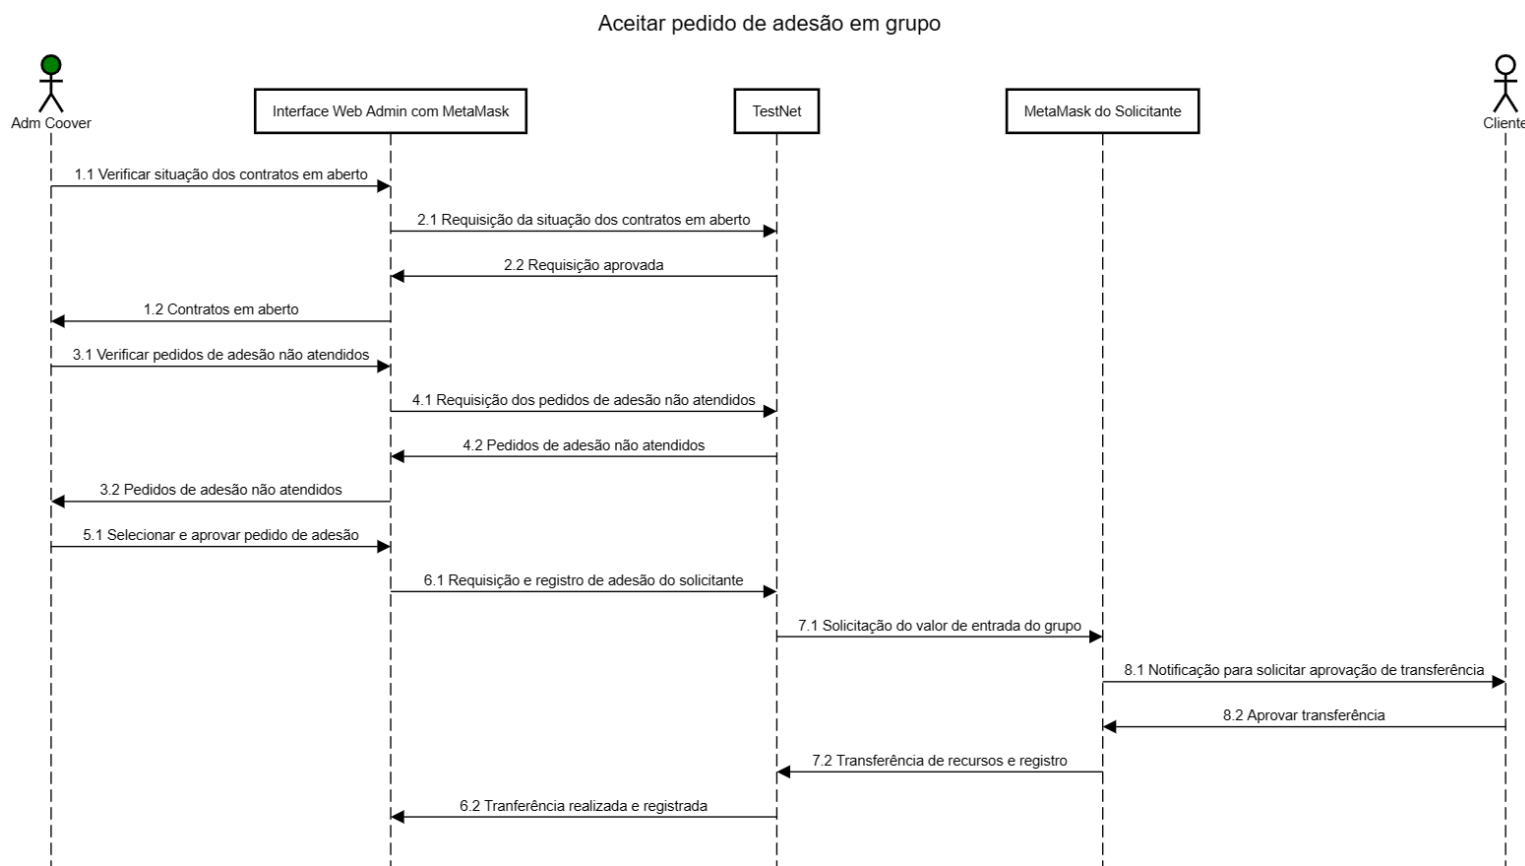 Aceitar pedido de adesão em grupo
Adm Coover
Interface Web Admin com MetaMask
TestNet
MetaMask do Solicitante
Cliente
1.1 Verificar situação dos contratos em aberto
2.1 Requisição da situação dos contratos em aberto
2.2 Requisição aprovada
1.2 Contratos em aberto
3.1 Verificar pedidos de adesão não atendidos
4.1 Requisição dos pedidos de adesão não atendidos
4.2 Pedidos de adesão não atendidos
3.2 Pedidos de adesão não atendidos
5.1 Selecionar e aprovar pedido de adesão
6.1 Requisição e registro de adesão do solicitante
7.1 Solicitação do valor de entrada do grupo
8.1 Notificação para solicitar aprovação de transferência
8.2 Aprovar transferência
7.2 Transferência de recursos e registro
6.2 Tranferência realizada e registrada